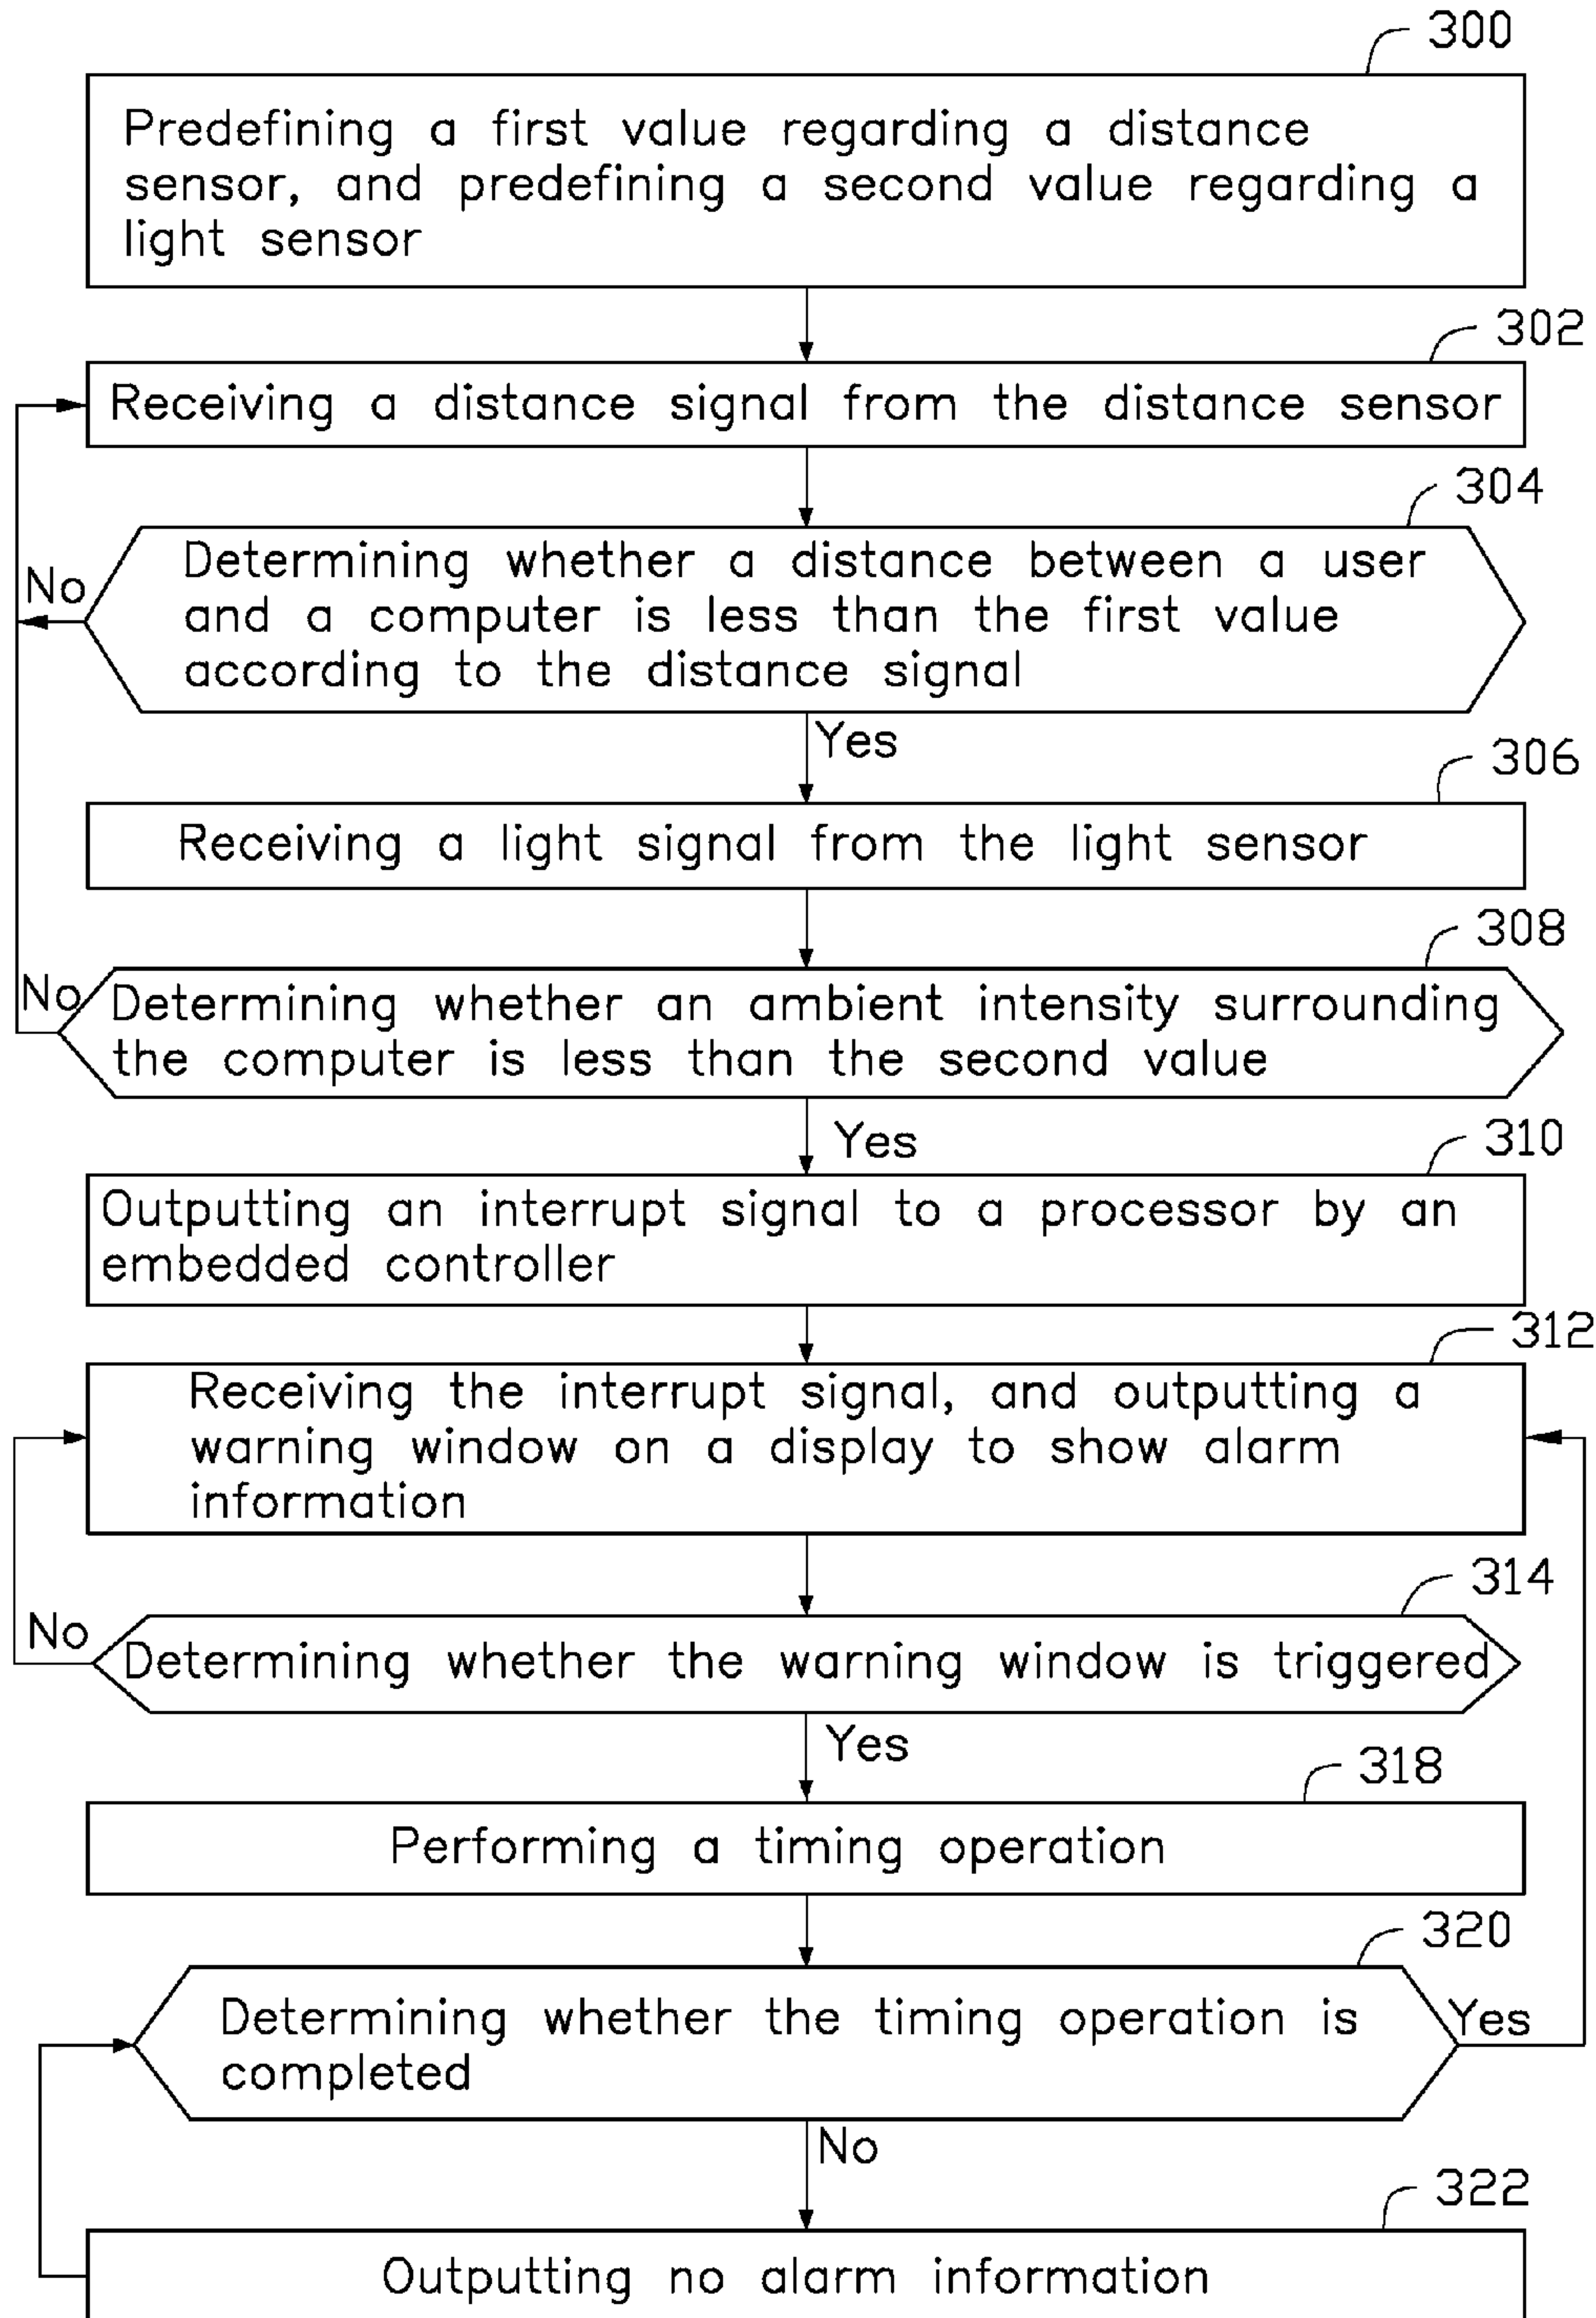 300
Predefining a first value regarding a distance
sensor, and predefining a second value regarding a
light sensor
302
Receiving a distance signal from the distance sensor
304
Determining whether a distance between a user
and a computer is less than the first value
according to the distance signal
No
Yes
306
Receiving a light signal from the light sensor
308
No
Determining whether an ambient intensity surrounding
the computer is less than the second value
Yes
310
Outputting an interrupt signal to a processor by an
embedded controller
312
Receiving the interrupt signal, and outputting a
warning window on a display to show alarm
information
314
No
Determining whether the warning window is triggered
Yes
318
Performing a timing operation
320
Determining whether the timing operation is
completed
Yes
No
322
Outputting no alarm information